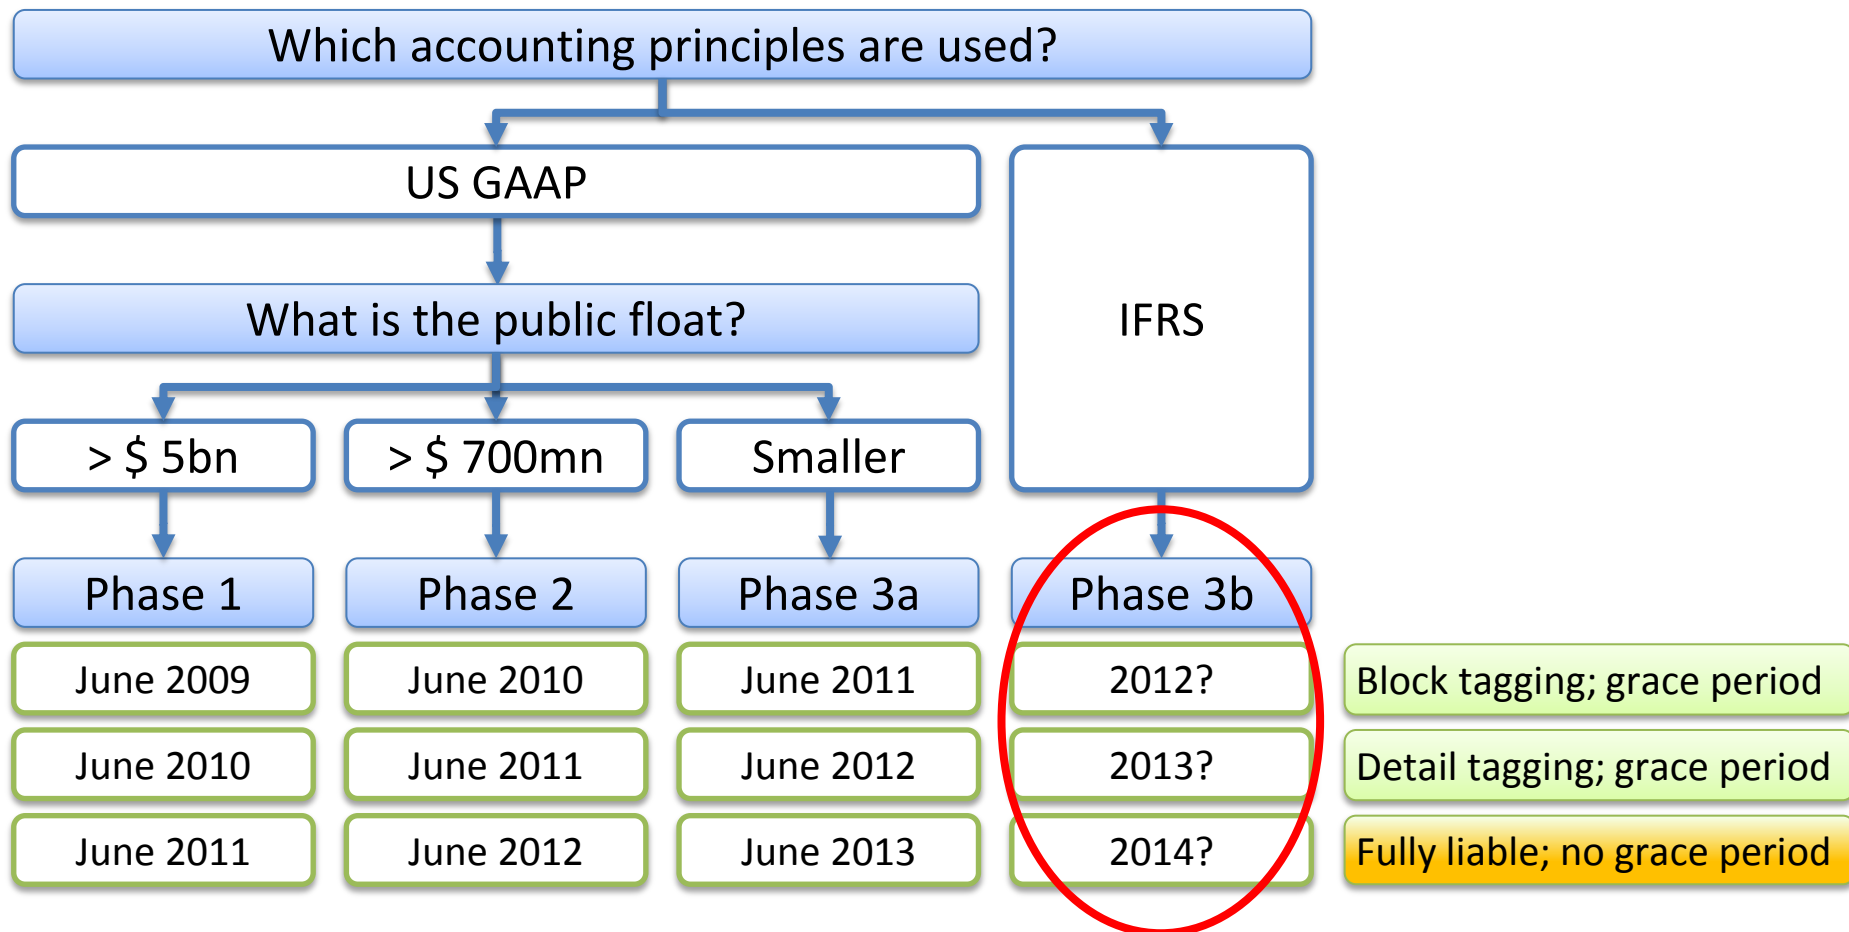 Which accounting principles are used?
US GAAP
IFRS
What is the public float?
> $ 5bn
> $ 700mn
Smaller
Phase 1
Phase 2
Phase 3a
Phase 3b
June 2009
June 2010
June 2011
2012?
Block tagging; grace period
June 2010
June 2011
June 2012
2013?
Detail tagging; grace period
June 2011
June 2012
June 2013
2014?
Fully liable; no grace period